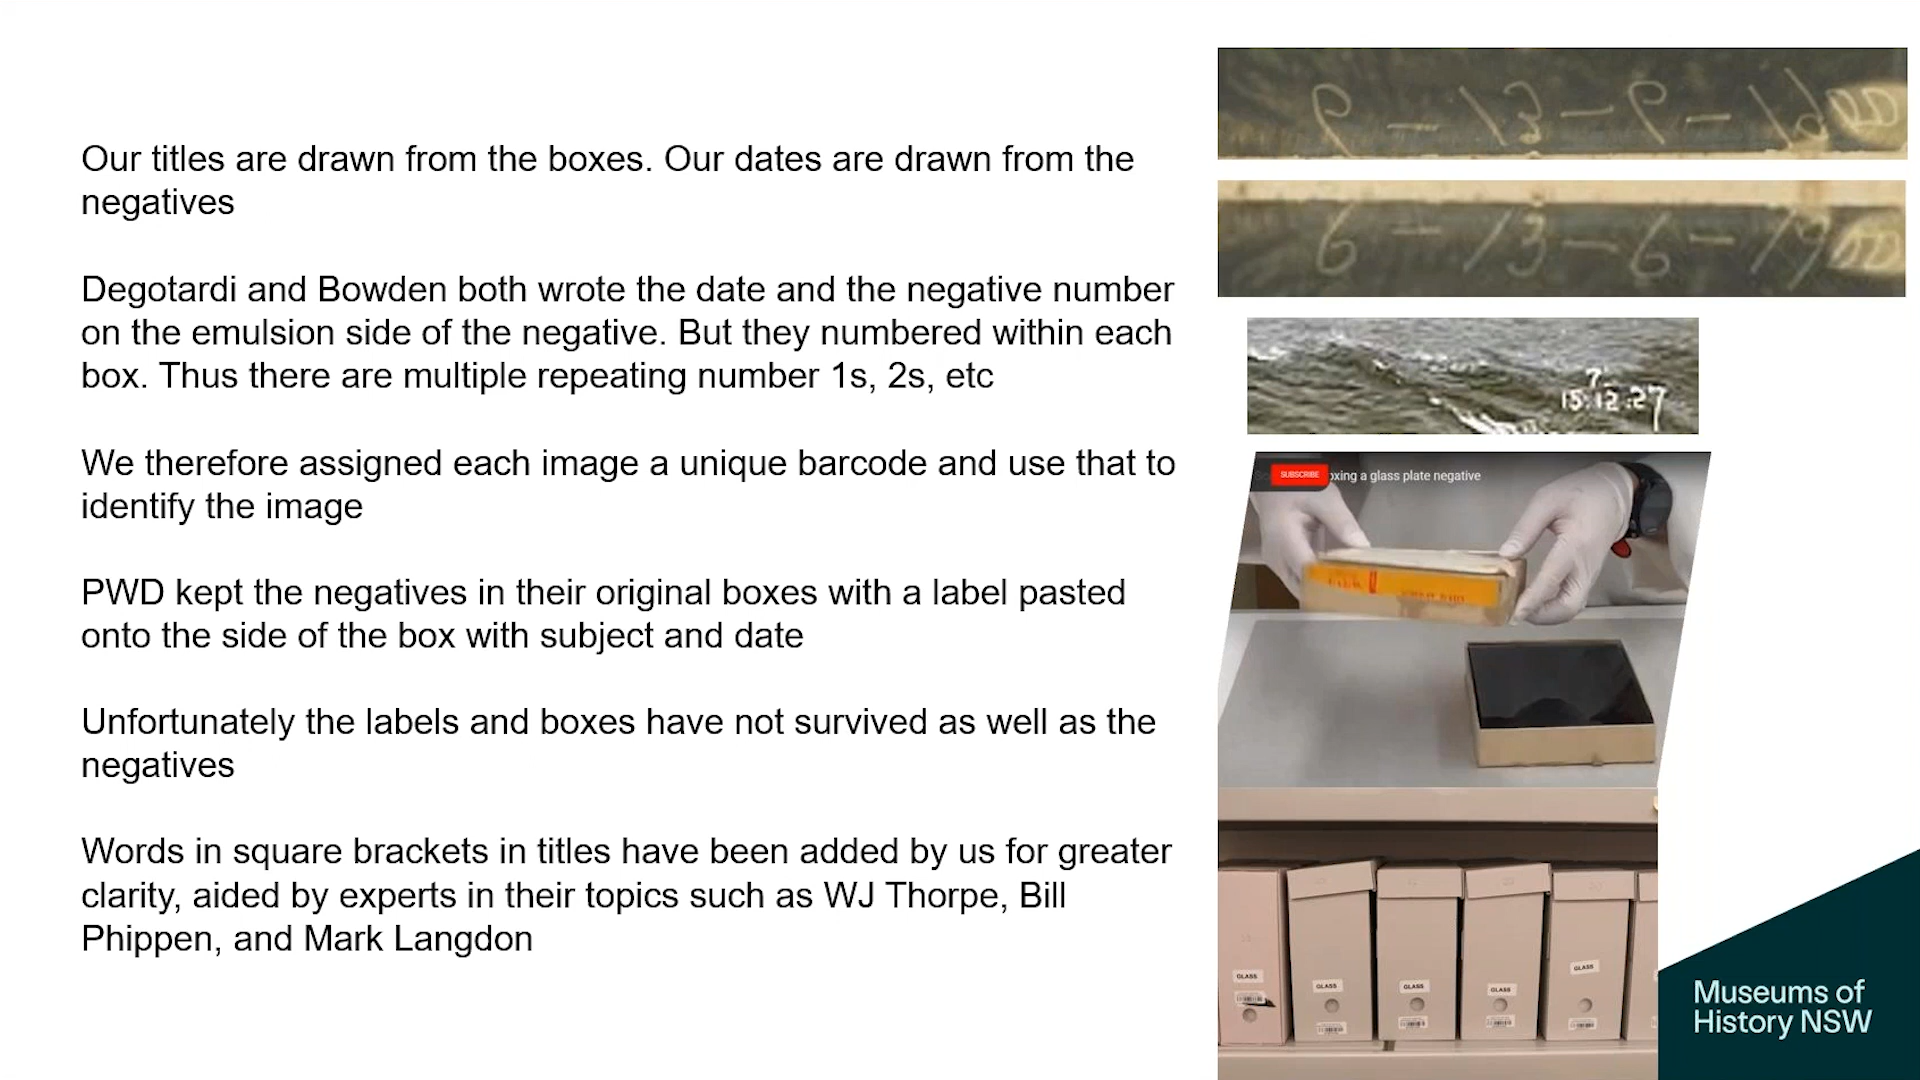 Our titles are drawn from the boxes. Our dates are drawn from the
negatives
Degotardi and Bowden both wrote the date and the negative number
on the emulsion side of the negative. But they numbered within each
box. Thus there are multiple repeating number 1s, 2s, etc
We therefore assigned each image a unique barcode and use that to
identify the image
PWD kept the negatives in their original boxes with a label pasted
onto the side of the box with subject and date
Unfortunately the labels and boxes have not survived as well as the
negatives
Words in square brackets in titles have been added by us for greater
clarity, aided by experts in their topics such as WJ Thorpe, Bill
Phippen, and Mark Langdon
6 - 13 - 6 - 19
7
15.12.27
SUBSCRIBE
oxing a glass plate negative
GLASS
GLASS
GLASS
GLASS
GLASS
Museums of
History NSW